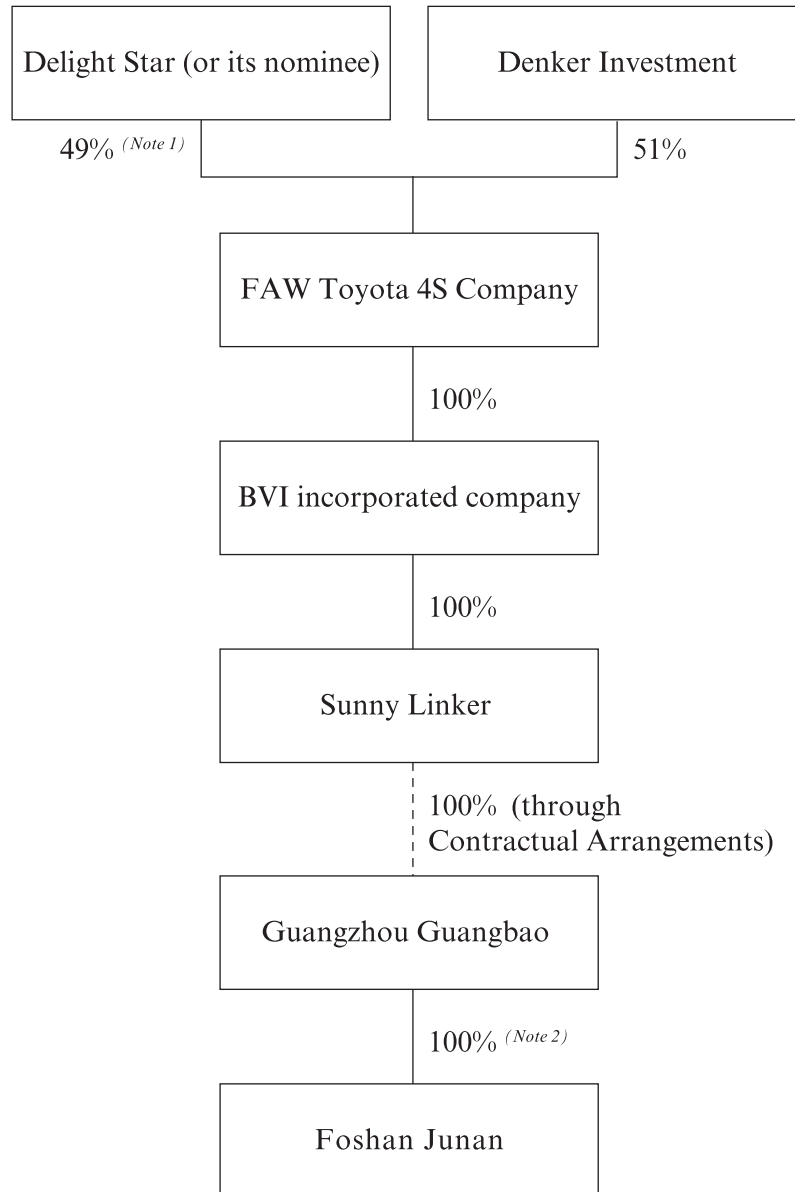 Delight Star (or its nominee)
Denker Investment
49% (Note 1)
51%
FAW Toyota 4S Company
100%
BVI incorporated company
100%
Sunny Linker
100% (through
Contractual Arrangements)
Guangzhou Guangbao
100% (Note 2)
Foshan Junan